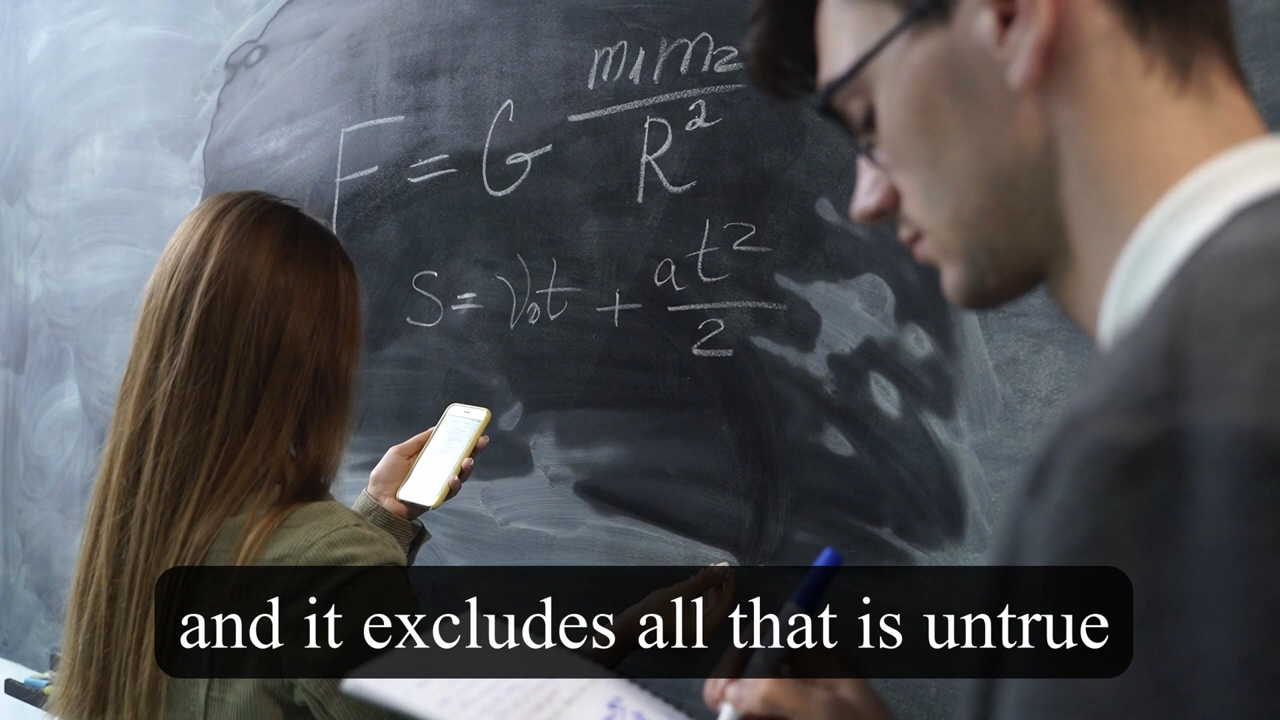 F = G m1m2 / R²
S = V₀t + at² / 2
and it excludes all that is untrue